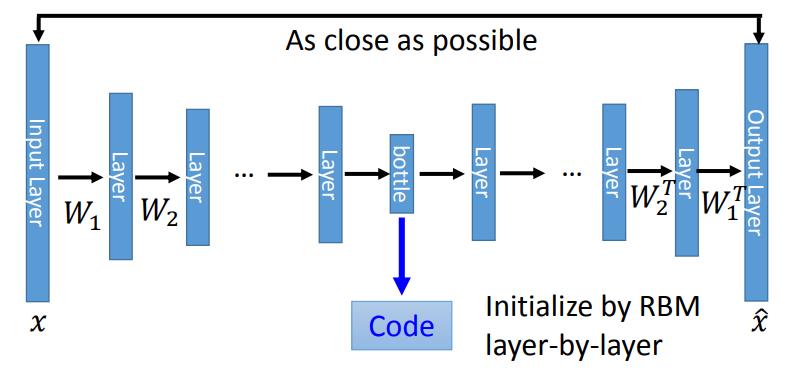 As close as possible
Input Layer
Layer
Layer
...
Layer
bottle
Layer
...
Layer
Layer
Output Layer
W₁
W₂
W₂ᵀ
W₁ᵀ
x
Code
Initialize by RBM
layer-by-layer
x̂